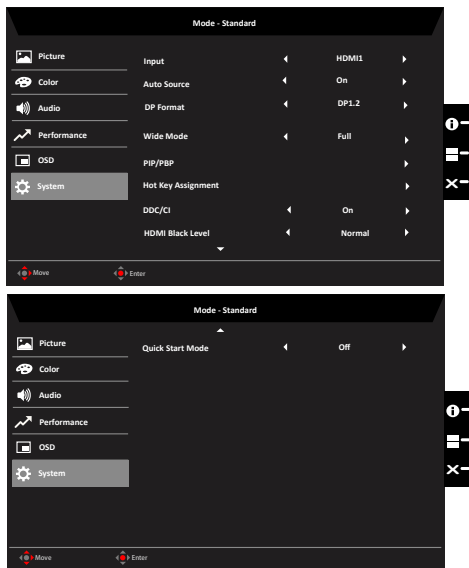 Mode - Standard
Picture
Input HDMI1
Color
Auto Source On
Audio
DP Format DP1.2
Performance
Wide Mode Full
OSD
PIP/PBP
System
Hot Key Assignment
DDC/CI On
HDMI Black Level Normal
Move Enter
Mode - Standard
Picture
Quick Start Mode Off
Color
Audio
Performance
OSD
System
Move Enter